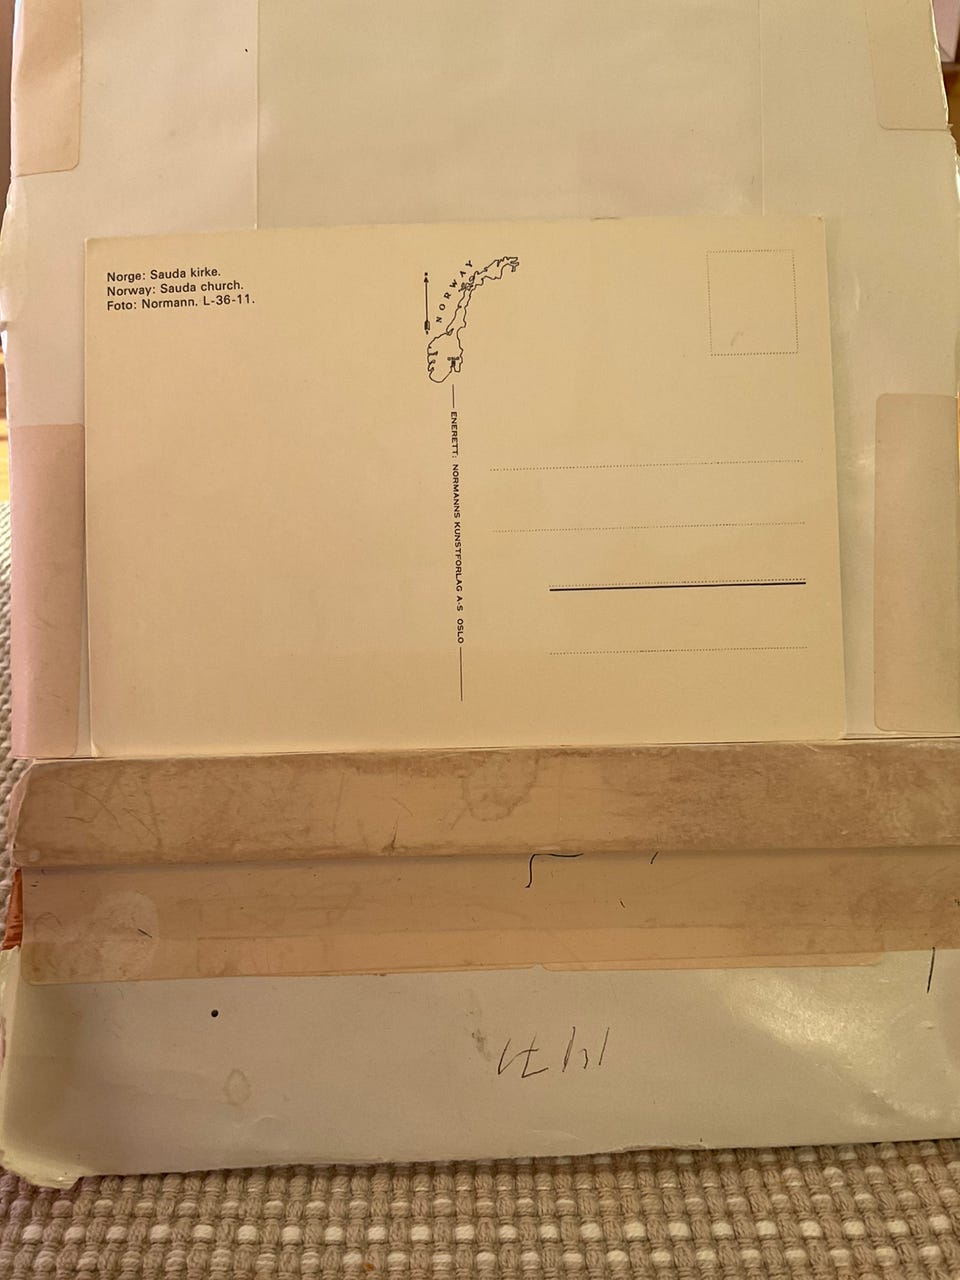 Norge: Sauda kirke.
Norway: Sauda church.
Foto: Normann. L-36-11.
NORWAY
ENERETT: NORMANNS KUNSTFORLAG A-S OSLO